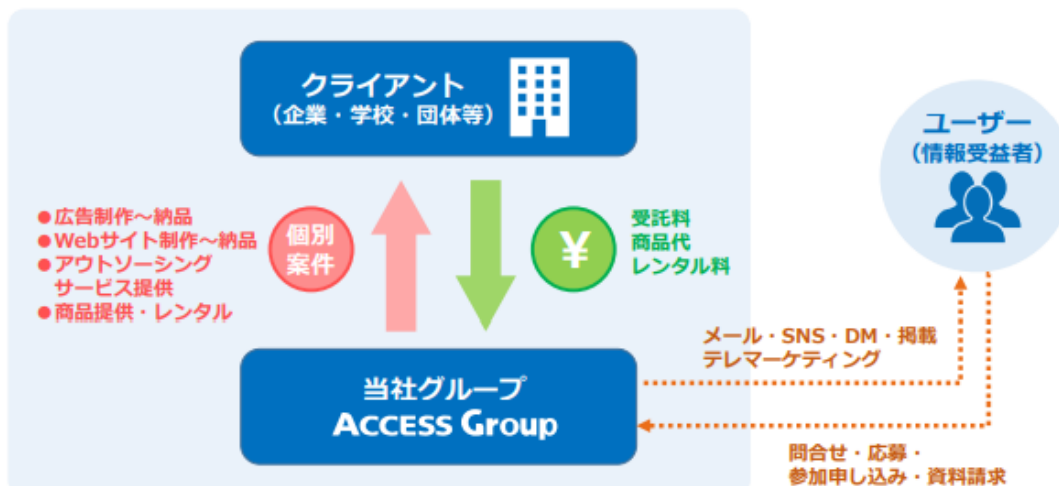 クライアント
（企業・学校・団体等）
ユーザー
（情報受益者）
●広告制作～納品
●Webサイト制作～納品
●アウトソーシング
サービス提供
●商品提供・レンタル
個別
案件
¥
受託料
商品代
レンタル料
メール・SNS・DM・掲載
テレマーケティング
当社グループ
ACCESS Group
問合せ・応募・
参加申し込み・資料請求